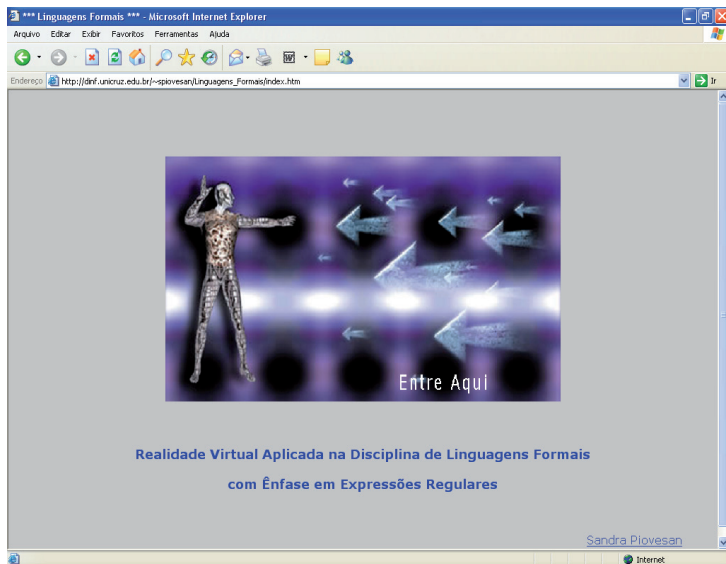 *** Linguagens Formais *** - Microsoft Internet Explorer
Arquivo Editar Exibir Favoritos Ferramentas Ajuda
Endereço http://dinf.unicruz.edu.br/~spiovesan/Linguagens_Formais/index.htm Ir
Entre Aqui
Realidade Virtual Aplicada na Disciplina de Linguagens Formais
com Ênfase em Expressões Regulares
Sandra Piovesan
Internet